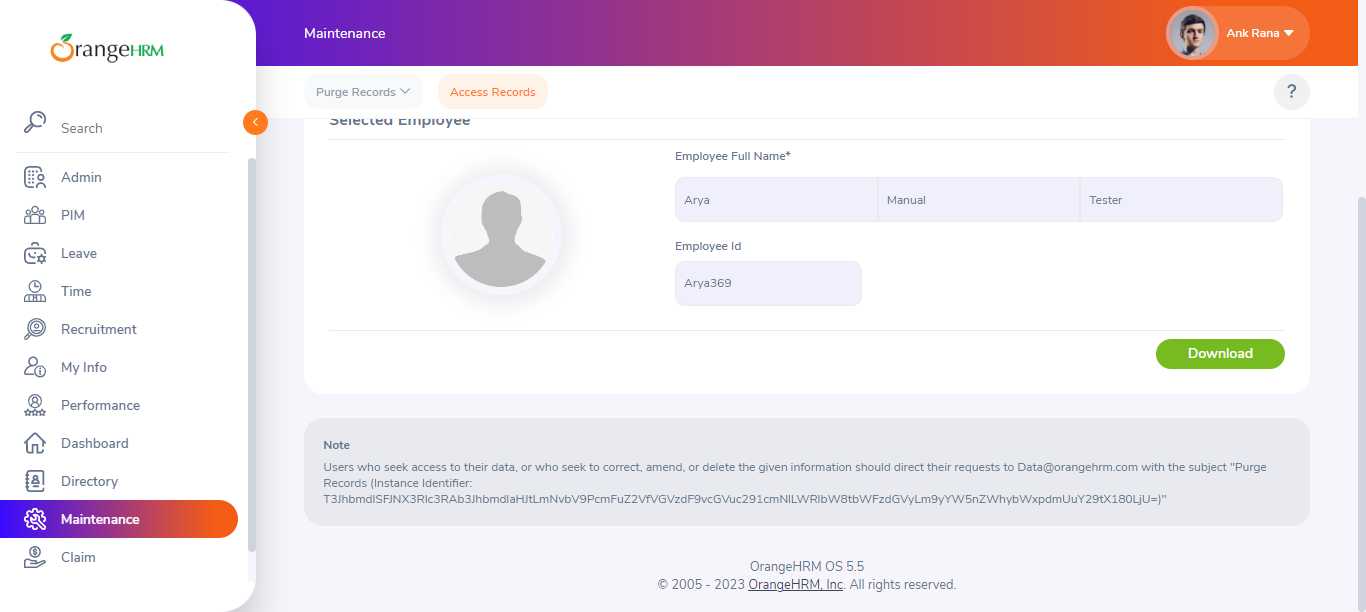 OrangeHRM
Search
Admin
PIM
Leave
Time
Recruitment
My Info
Performance
Dashboard
Directory
Maintenance
Claim
Maintenance
Ank Rana
Purge Records
Access Records
?
Selected Employee
Employee Full Name*
Arya Manual Tester
Employee Id
Arya369
Download
Note
Users who seek access to their data, or who seek to correct, amend, or delete the given information should direct their requests to Data@orangehrm.com with the subject "Purge
Records (Instance Identifier:
T3JhbmdlSFJNX3Rlc3RAb3JhbmdlaHJtLmNvbV9PcmFuZ2VfVGVzdF9vcGVuc291cmNlLWRlbW8tbWFzdGVyLm9yYW5nZWhybWxpdmUuY29tX180LjU=)"
OrangeHRM OS 5.5
© 2005 - 2023 OrangeHRM, Inc. All rights reserved.